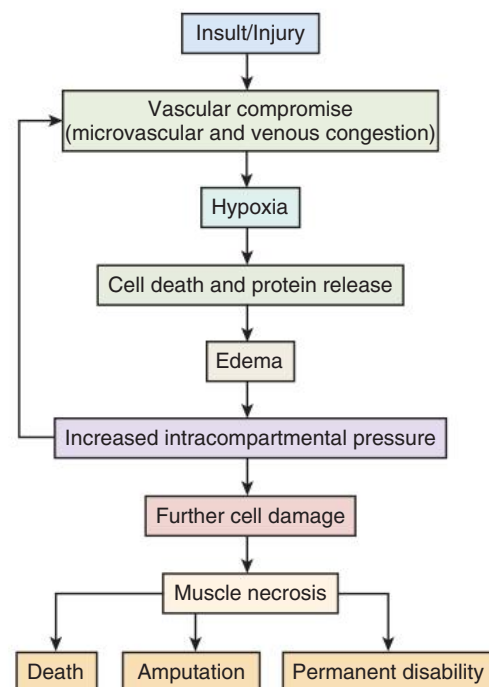 Insult/Injury
Vascular compromise
(microvascular and venous congestion)
Hypoxia
Cell death and protein release
Edema
Increased intracompartmental pressure
Further cell damage
Muscle necrosis
Death
Amputation
Permanent disability